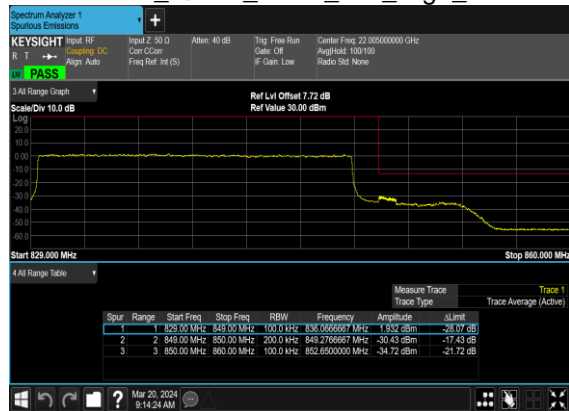 Spectrum Analyzer 1
Spurious Emissions
KEYSIGHT
R T
Input: RF
Coupling: DC
Align: Auto
Input Z: 50 Ω
Corr CCorr
Freq Ref: Int (S)
Atten: 40 dB
Trig: Free Run
Gate: Off
IF Gain: Low
Center Freq: 22.005000000 GHz
Avg|Hold: 100/100
Radio Std: None
PASS
3 All Range Graph
Scale/Div 10.0 dB
Ref Lvl Offset 7.72 dB
Ref Value 30.00 dBm
Log
20.0
10.0
0.00
-10.0
-20.0
-30.0
-40.0
-50.0
-60.0
Start 829.000 MHz
Stop 860.000 MHz
4 All Range Table
Measure Trace Trace 1
Trace Type Trace Average (Active)
Spur Range Start Freq Stop Freq RBW Frequency Amplitude ΔLimit
1 1 829.00 MHz 849.00 MHz 100.0 kHz 836.0666667 MHz 1.932 dBm -28.07 dB
2 2 849.00 MHz 850.00 MHz 200.0 kHz 849.2766667 MHz -30.43 dBm -17.43 dB
3 3 850.00 MHz 860.00 MHz 100.0 kHz 852.6500000 MHz -34.72 dBm -21.72 dB
Mar 20, 2024
9:14:24 AM